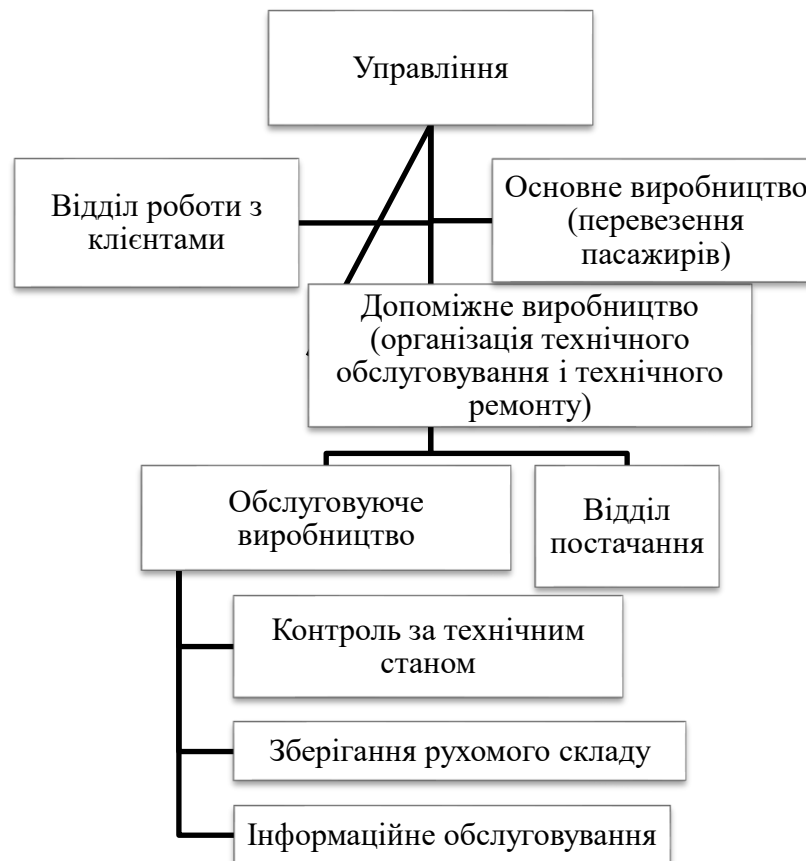 Управління
Відділ роботи з
клієнтами
Основне виробництво
(перевезення
пасажирів)
Допоміжне виробництво
(організація технічного
обслуговування і технічного
ремонту)
Обслуговуюче
виробництво
Відділ
постачання
Контроль за технічним
станом
Зберігання рухомого складу
Інформаційне обслуговування